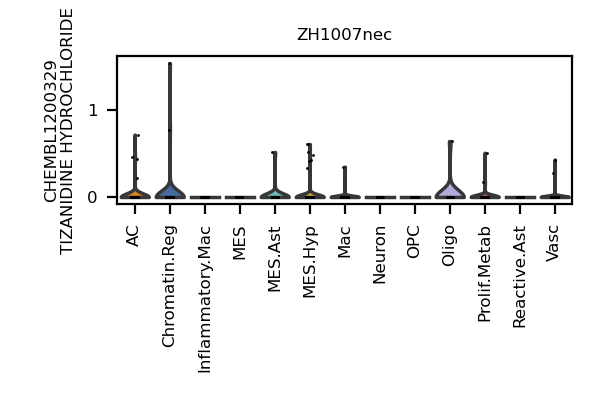 ZH1007nec
CHEMBL1200329
TIZANIDINE HYDROCHLORIDE
1
0
AC
Chromatin.Reg
Inflammatory.Mac
MES
MES.Ast
MES.Hyp
Mac
Neuron
OPC
Oligo
Prolif.Metab
Reactive.Ast
Vasc